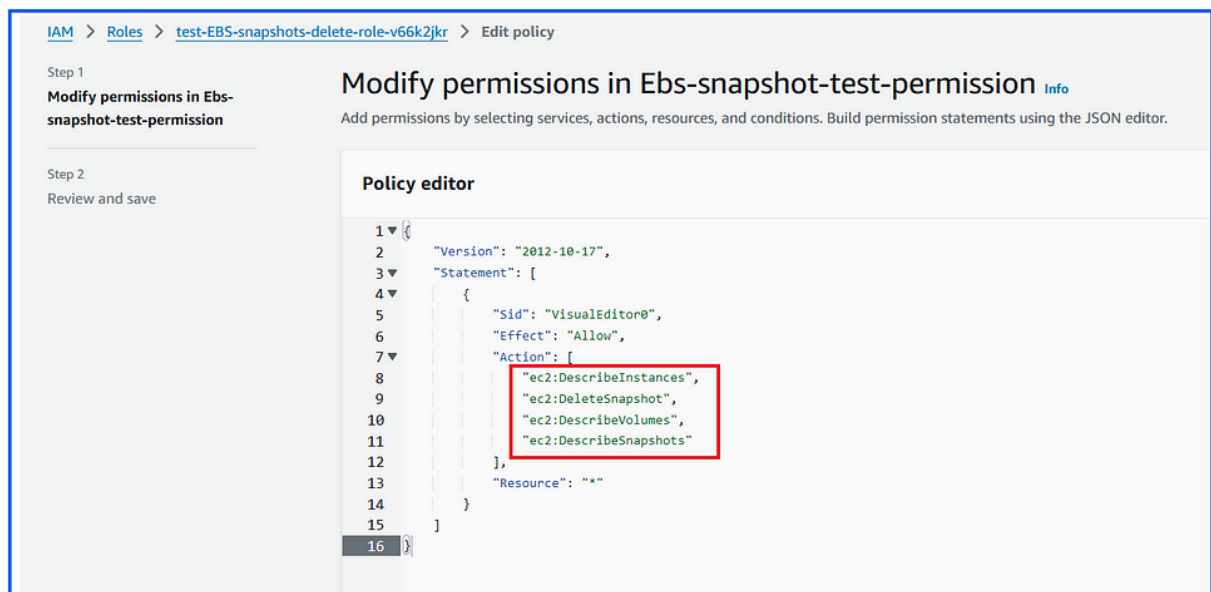 IAM > Roles > test-EBS-snapshots-delete-role-v66k2jkr > Edit policy
Step 1
Modify permissions in Ebs-
snapshot-test-permission
Step 2
Review and save
Modify permissions in Ebs-snapshot-test-permission Info
Add permissions by selecting services, actions, resources, and conditions. Build permission statements using the JSON editor.
Policy editor
1 {
2 "Version": "2012-10-17",
3 "Statement": [
4 {
5 "Sid": "VisualEditor0",
6 "Effect": "Allow",
7 "Action": [
8 "ec2:DescribeInstances",
9 "ec2:DeleteSnapshot",
10 "ec2:DescribeVolumes",
11 "ec2:DescribeSnapshots"
12 ],
13 "Resource": "*"
14 }
15 ]
16 }